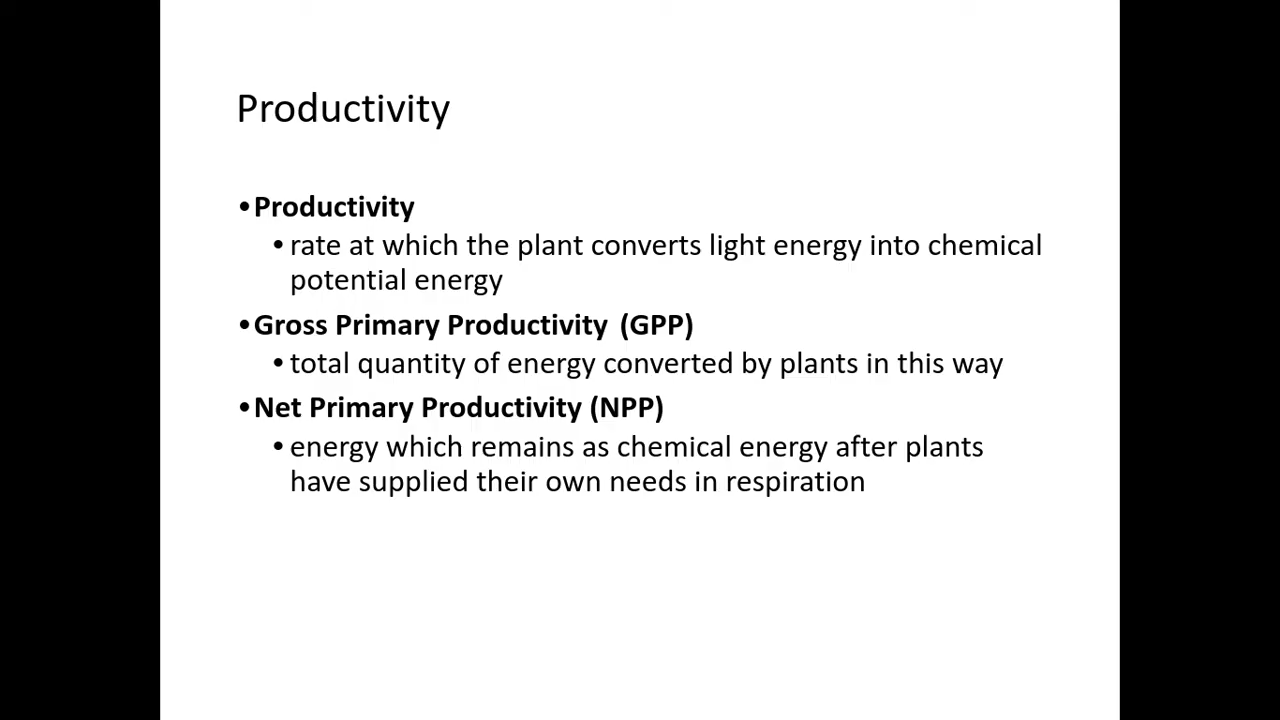 Productivity
•Productivity
• rate at which the plant converts light energy into chemical
potential energy
•Gross Primary Productivity (GPP)
• total quantity of energy converted by plants in this way
•Net Primary Productivity (NPP)
• energy which remains as chemical energy after plants
have supplied their own needs in respiration